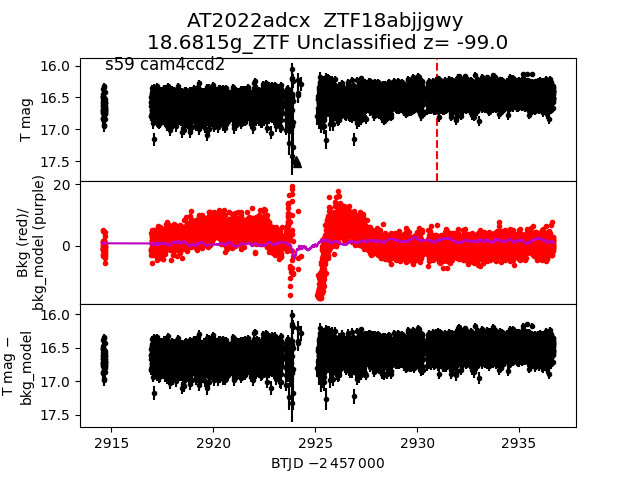 AT2022adcx  ZTF18abjjgwy
18.6815g_ZTF Unclassified z= -99.0
s59 cam4ccd2
16.0
16.5
17.0
17.5
T mag
20
0
Bkg (red)/
bkg_model (purple)
16.0
16.5
17.0
17.5
T mag −
bkg_model
2915 2920 2925 2930 2935
BTJD −2 457 000